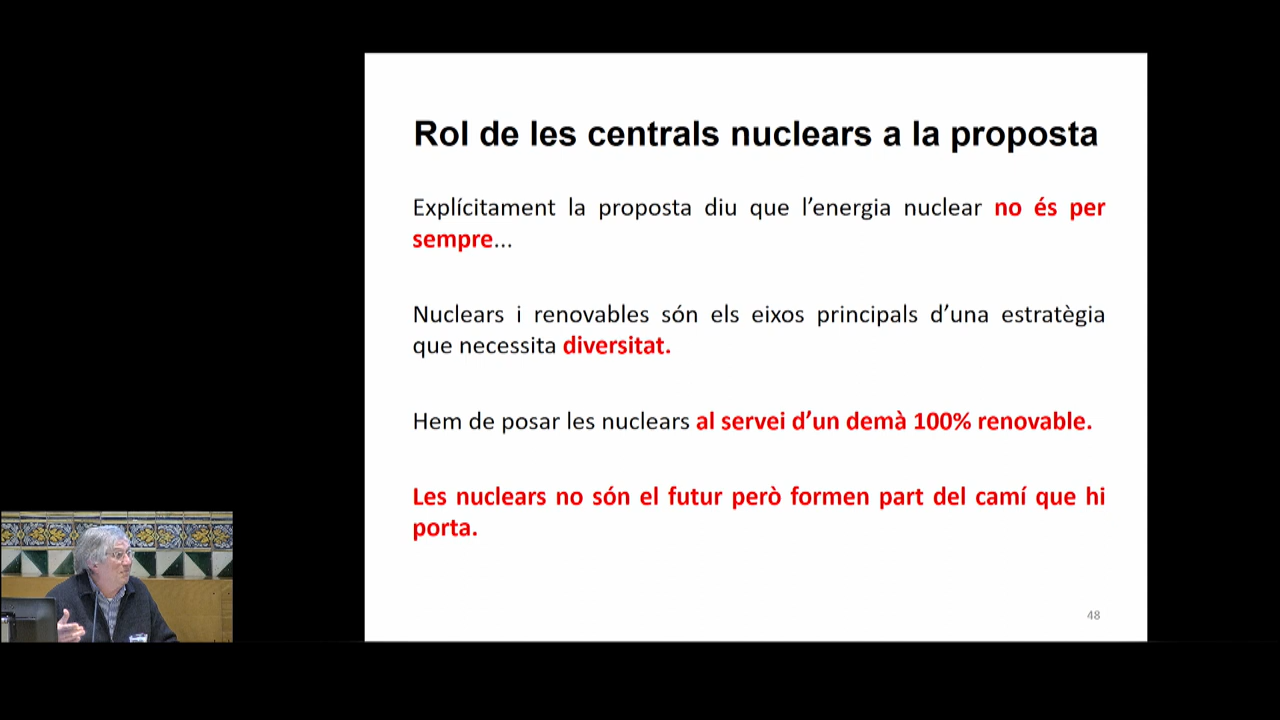 Rol de les centrals nuclears a la proposta
Explícitament la proposta diu que l’energia nuclear no és per
sempre...
Nuclears i renovables són els eixos principals d’una estratègia
que necessita diversitat.
Hem de posar les nuclears al servei d’un demà 100% renovable.
Les nuclears no són el futur però formen part del camí que hi
porta.
48